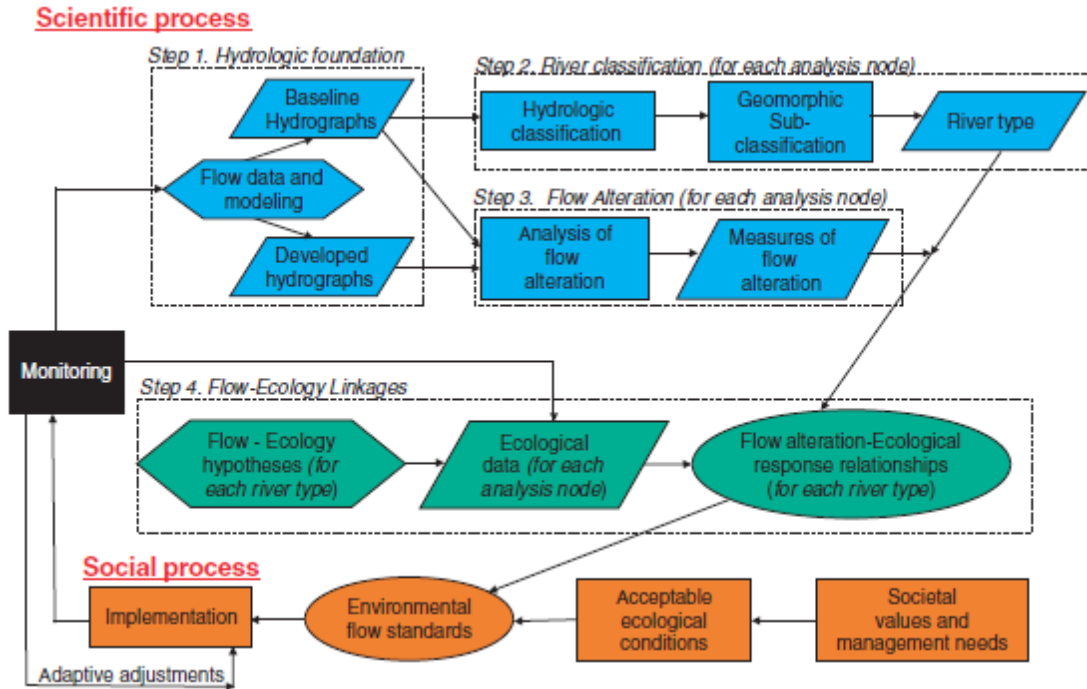 Scientific process
Step 1. Hydrologic foundation
Baseline
Hydrographs
Flow data and
modeling
Developed
hydrographs
Step 2. River classification (for each analysis node)
Hydrologic
classification
Geomorphic
Sub-
classification
River type
Step 3. Flow Alteration (for each analysis node)
Analysis of
flow
alteration
Measures of
flow
alteration
Monitoring
Step 4. Flow-Ecology Linkages
Flow - Ecology
hypotheses (for
each river type)
Ecological
data (for each
analysis node)
Flow alteration-Ecological
response relationships
(for each river type)
Social process
Implementation
Environmental
flow standards
Acceptable
ecological
conditions
Societal
values and
management needs
Adaptive adjustments